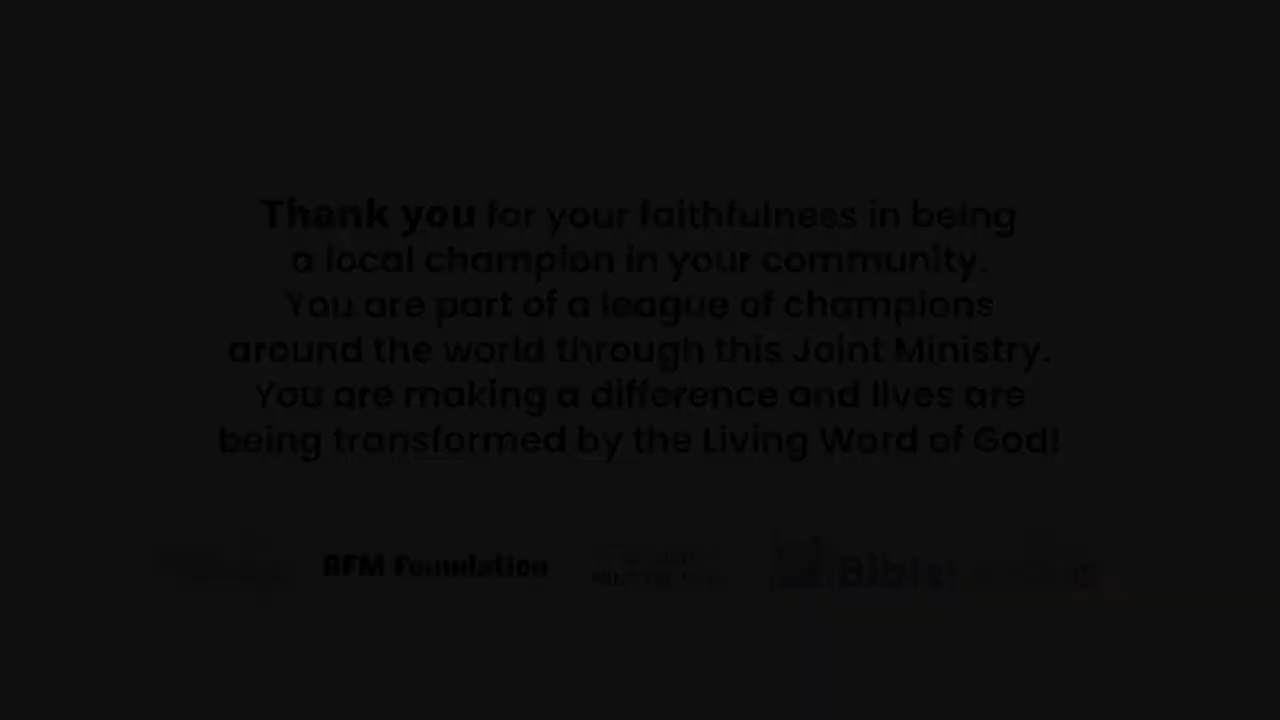 Thank you for your faithfulness in being
a local champion in your community.
You are part of a league of champions
around the world through this Joint Ministry.
You are making a difference and lives are
being transformed by the Living Word of God!
BFM Foundation